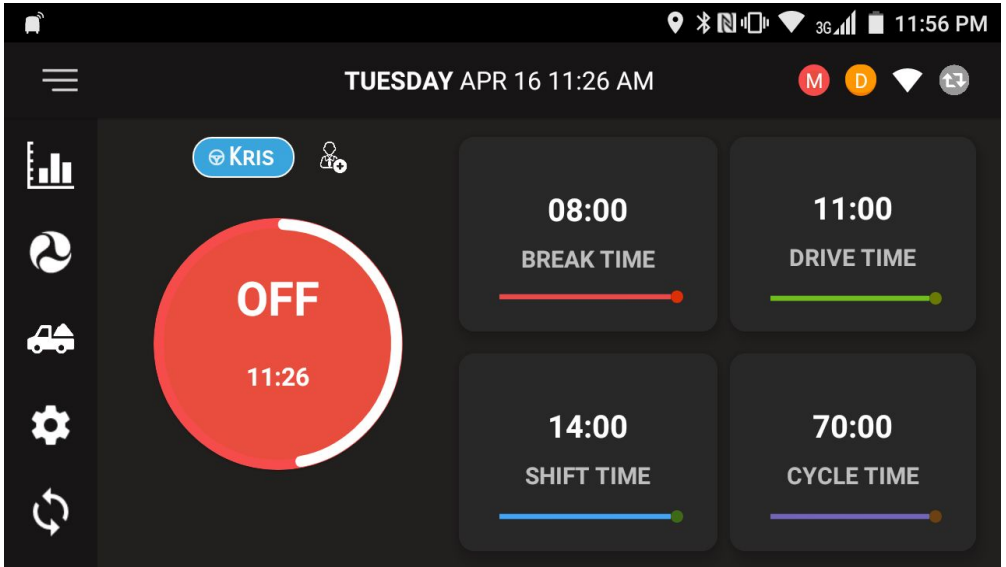 3G 11:56 PM
TUESDAY APR 16 11:26 AM
M D
KRIS
OFF
11:26
08:00
BREAK TIME
11:00
DRIVE TIME
14:00
SHIFT TIME
70:00
CYCLE TIME